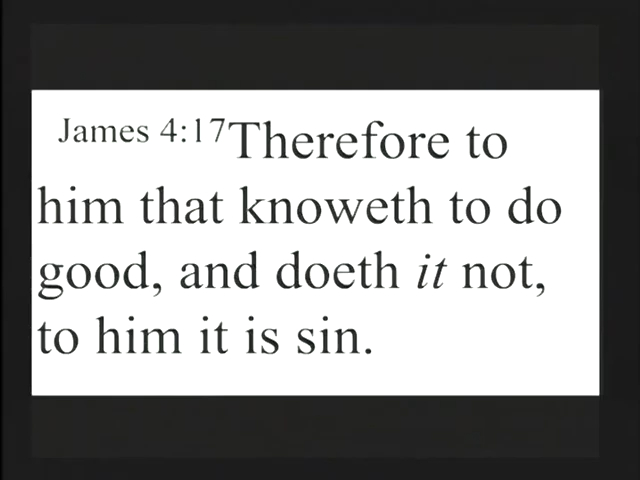 James 4:17Therefore to
him that knoweth to do
good, and doeth it not,
to him it is sin.